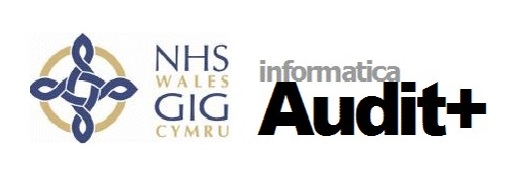 NHS
WALES
GIG
CYMRU
informatica
Audit+